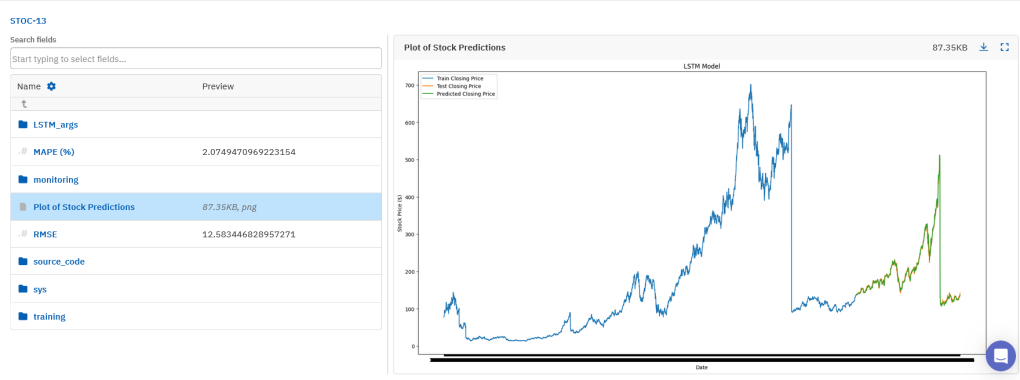 STOC-13
Search fields
Start typing to select fields...
Name
Preview
t
LSTM_args
.# MAPE (%)
2.0749470969223154
monitoring
Plot of Stock Predictions
87.35KB, png
.# RMSE
12.583446828957271
source_code
sys
training
Plot of Stock Predictions
87.35KB
LSTM Model
Train Closing Price
Test Closing Price
Predicted Closing Price
700
600
500
400
300
200
100
0
Stock Price ($)
Date